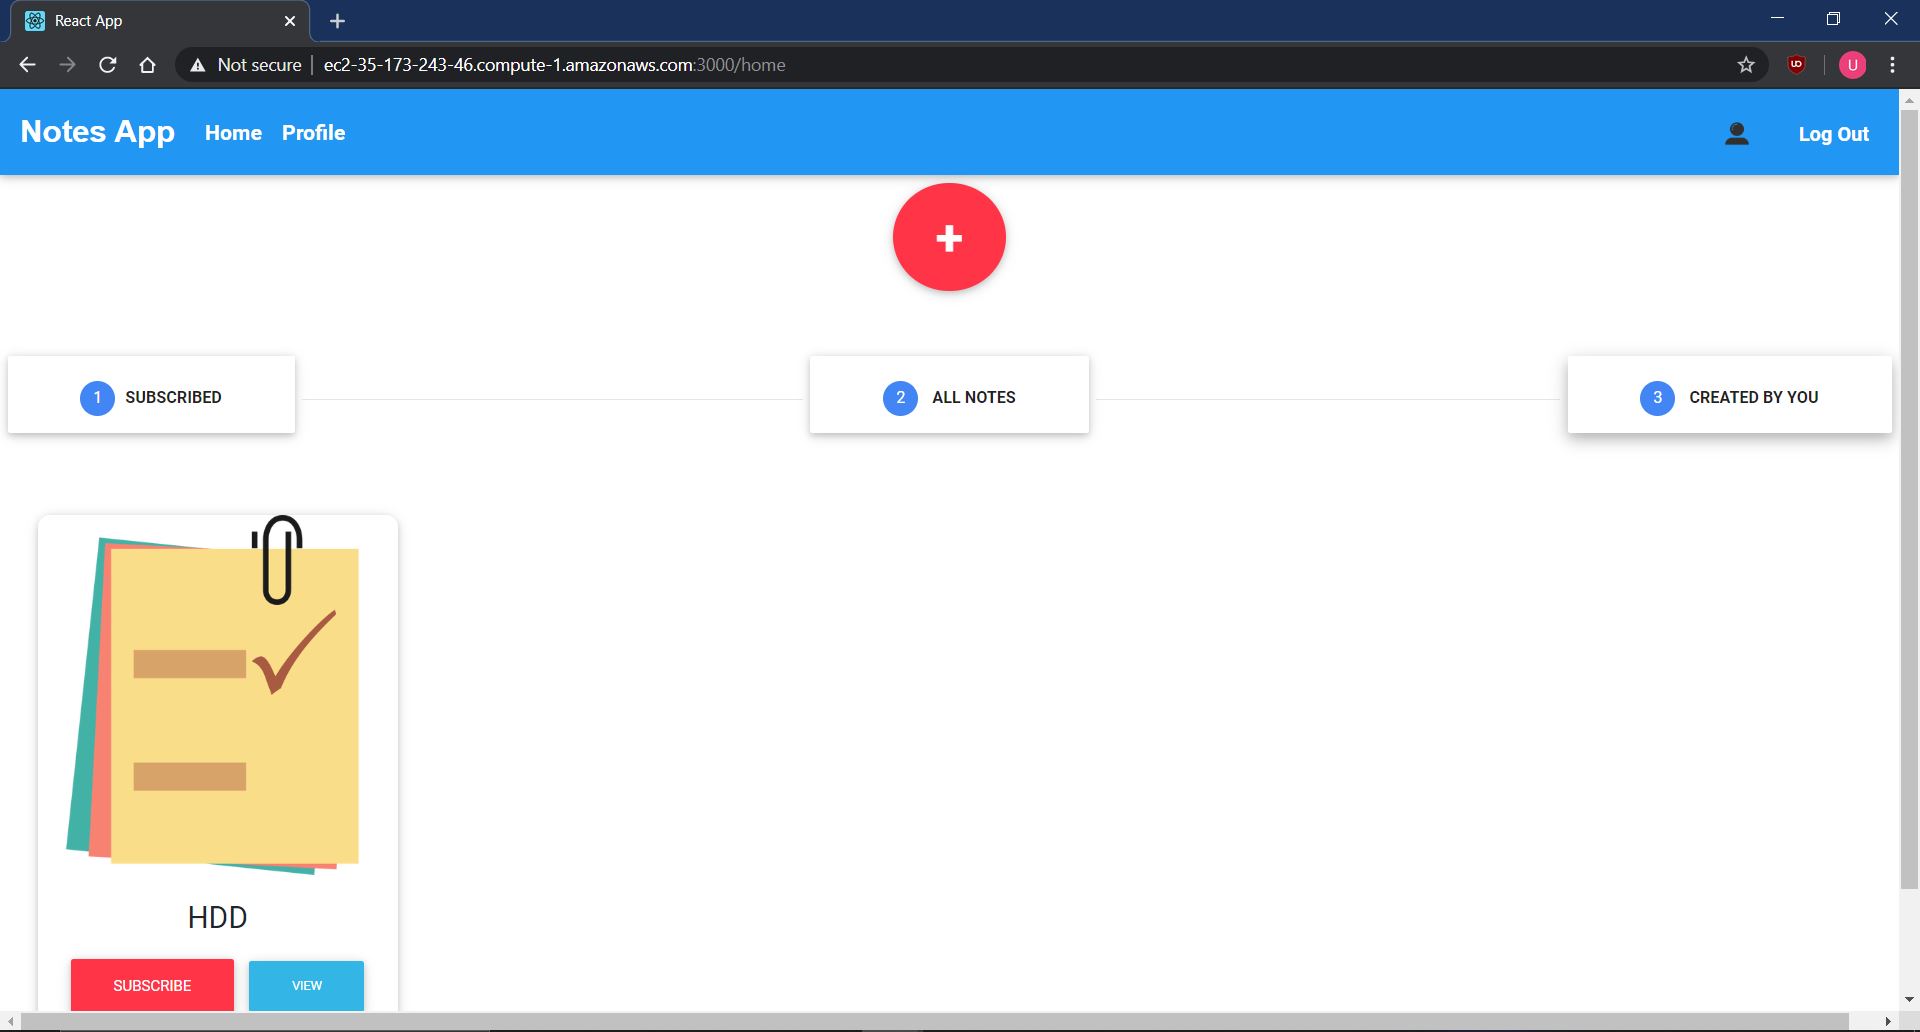 React App
Not secure ec2-35-173-243-46.compute-1.amazonaws.com:3000/home
U
Notes App Home Profile Log Out
1 SUBSCRIBED 2 ALL NOTES 3 CREATED BY YOU
HDD
SUBSCRIBE VIEW